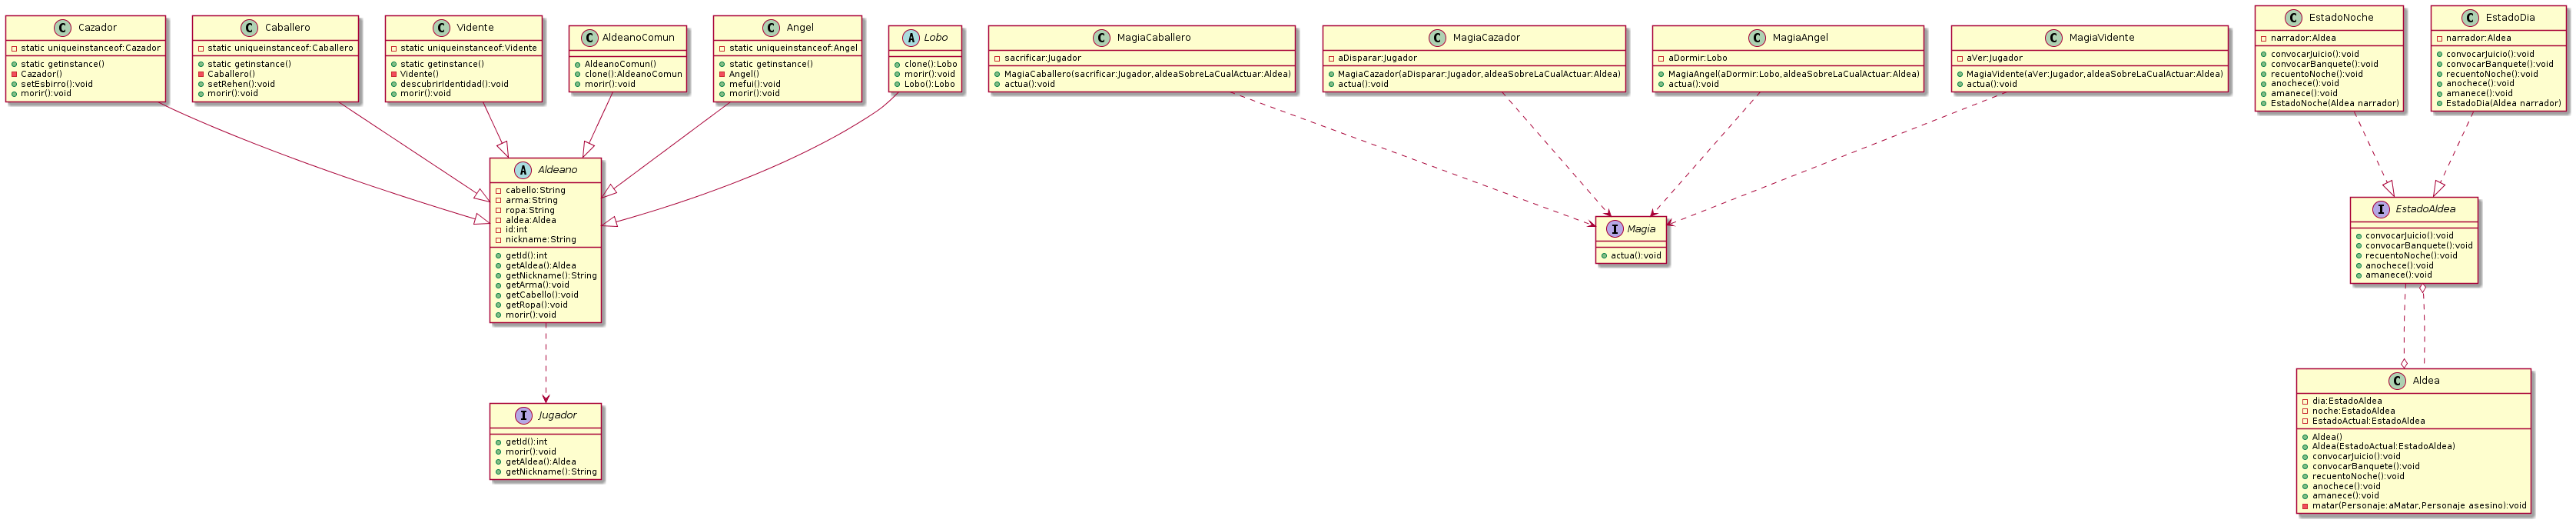 C Cazador
static uniqueinstanceof:Cazador
static getinstance()
Cazador()
setEsbirro():void
morir():void
C Caballero
static uniqueinstanceof:Caballero
static getinstance()
Caballero()
setRehen():void
morir():void
C Vidente
static uniqueinstanceof:Vidente
static getinstance()
Vidente()
descubrirIdentidad():void
morir():void
C AldeanoComun
AldeanoComun()
clone():AldeanoComun
morir():void
C Angel
static uniqueinstanceof:Angel
static getinstance()
Angel()
mefui():void
morir():void
A Lobo
clone():Lobo
morir():void
Lobo():Lobo
C MagiaCaballero
sacrificar:Jugador
MagiaCaballero(sacrificar:Jugador,aldeaSobreLaCualActuar:Aldea)
actua():void
C MagiaCazador
aDisparar:Jugador
MagiaCazador(aDisparar:Jugador,aldeaSobreLaCualActuar:Aldea)
actua():void
C MagiaAngel
aDormir:Lobo
MagiaAngel(aDormir:Lobo,aldeaSobreLaCualActuar:Aldea)
actua():void
C MagiaVidente
aVer:Jugador
MagiaVidente(aVer:Jugador,aldeaSobreLaCualActuar:Aldea)
actua():void
C EstadoNoche
narrador:Aldea
convocarJuicio():void
convocarBanquete():void
recuentoNoche():void
anochece():void
amanece():void
EstadoNoche(Aldea narrador)
C EstadoDia
narrador:Aldea
convocarJuicio():void
convocarBanquete():void
recuentoNoche():void
anochece():void
amanece():void
EstadoDia(Aldea narrador)
A Aldeano
cabello:String
arma:String
ropa:String
aldea:Aldea
id:int
nickname:String
getId():int
getAldea():Aldea
getNickname():String
getArma():void
getCabello():void
getRopa():void
morir():void
I Magia
actua():void
I EstadoAldea
convocarJuicio():void
convocarBanquete():void
recuentoNoche():void
anochece():void
amanece():void
I Jugador
getId():int
morir():void
getAldea():Aldea
getNickname():String
C Aldea
dia:EstadoAldea
noche:EstadoAldea
EstadoActual:EstadoAldea
Aldea()
Aldea(EstadoActual:EstadoAldea)
convocarJuicio():void
convocarBanquete():void
recuentoNoche():void
anochece():void
amanece():void
matar(Personaje:aMatar,Personaje asesino):void